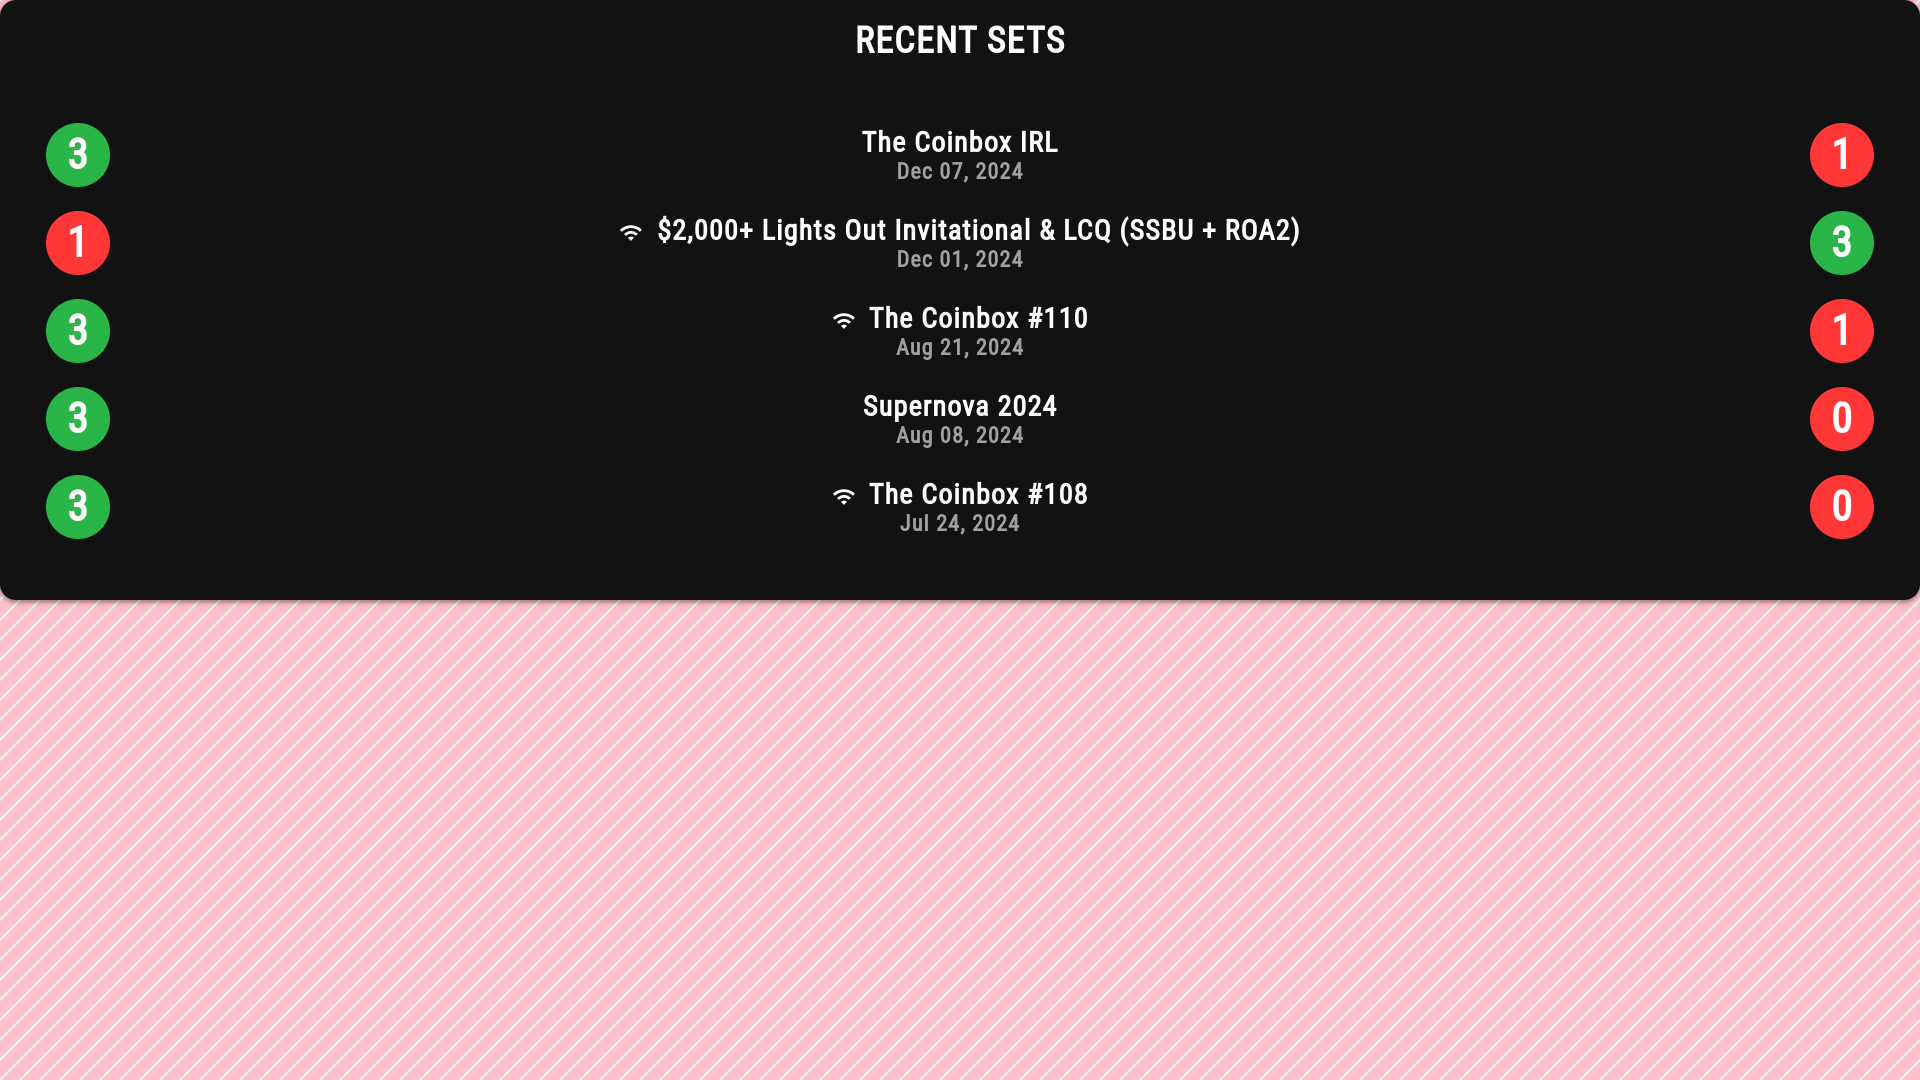 RECENT SETS
3 The Coinbox IRL 1
Dec 07, 2024
1 $2,000+ Lights Out Invitational & LCQ (SSBU + ROA2) 3
Dec 01, 2024
3 The Coinbox #110 1
Aug 21, 2024
3 Supernova 2024 0
Aug 08, 2024
3 The Coinbox #108 0
Jul 24, 2024